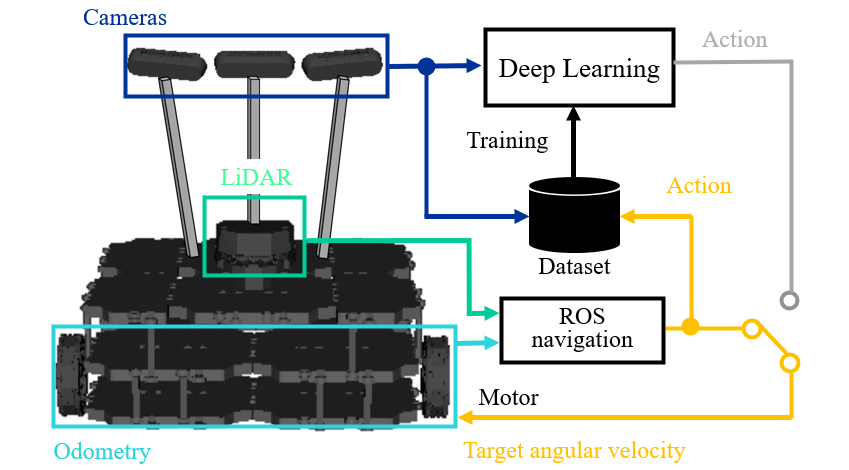 Cameras
Deep Learning
Action
Training
LiDAR
Action
Dataset
ROS
navigation
Motor
Odometry
Target angular velocity